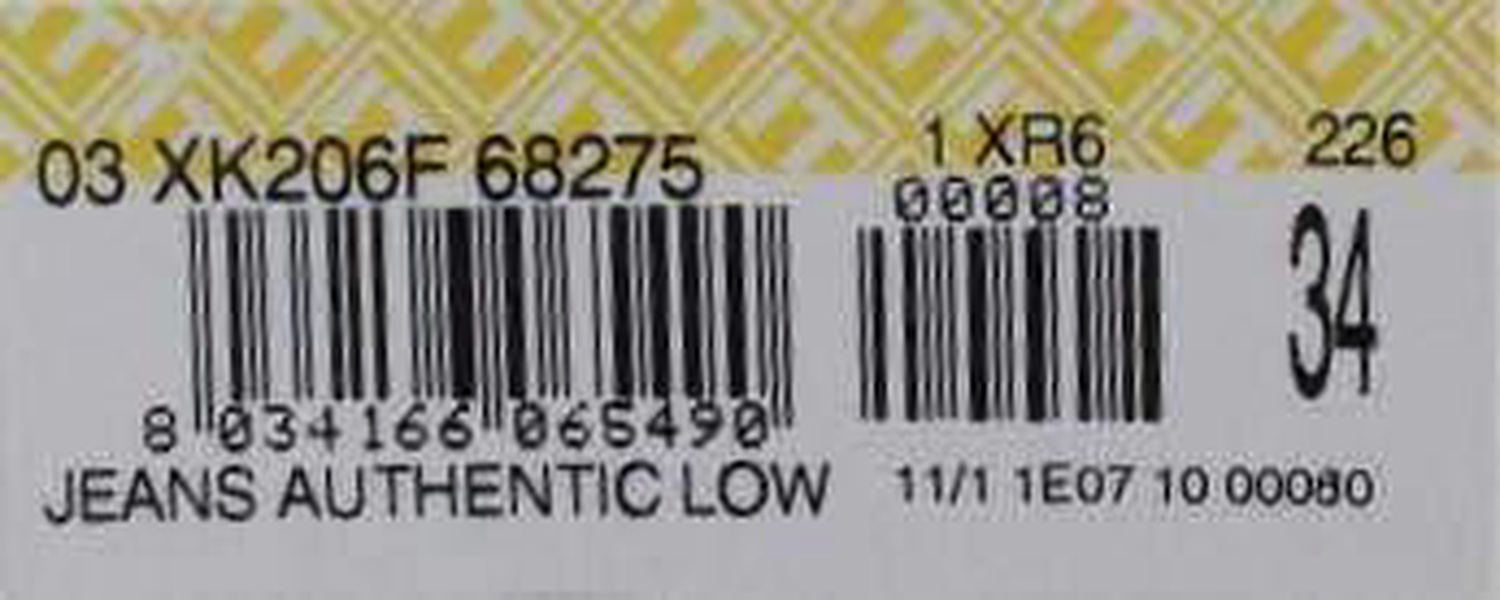 03 XK206F 68275 1 XR6 226
00008
34
8 034166 065490
JEANS AUTHENTIC LOW 11/1 1E07 10 00080